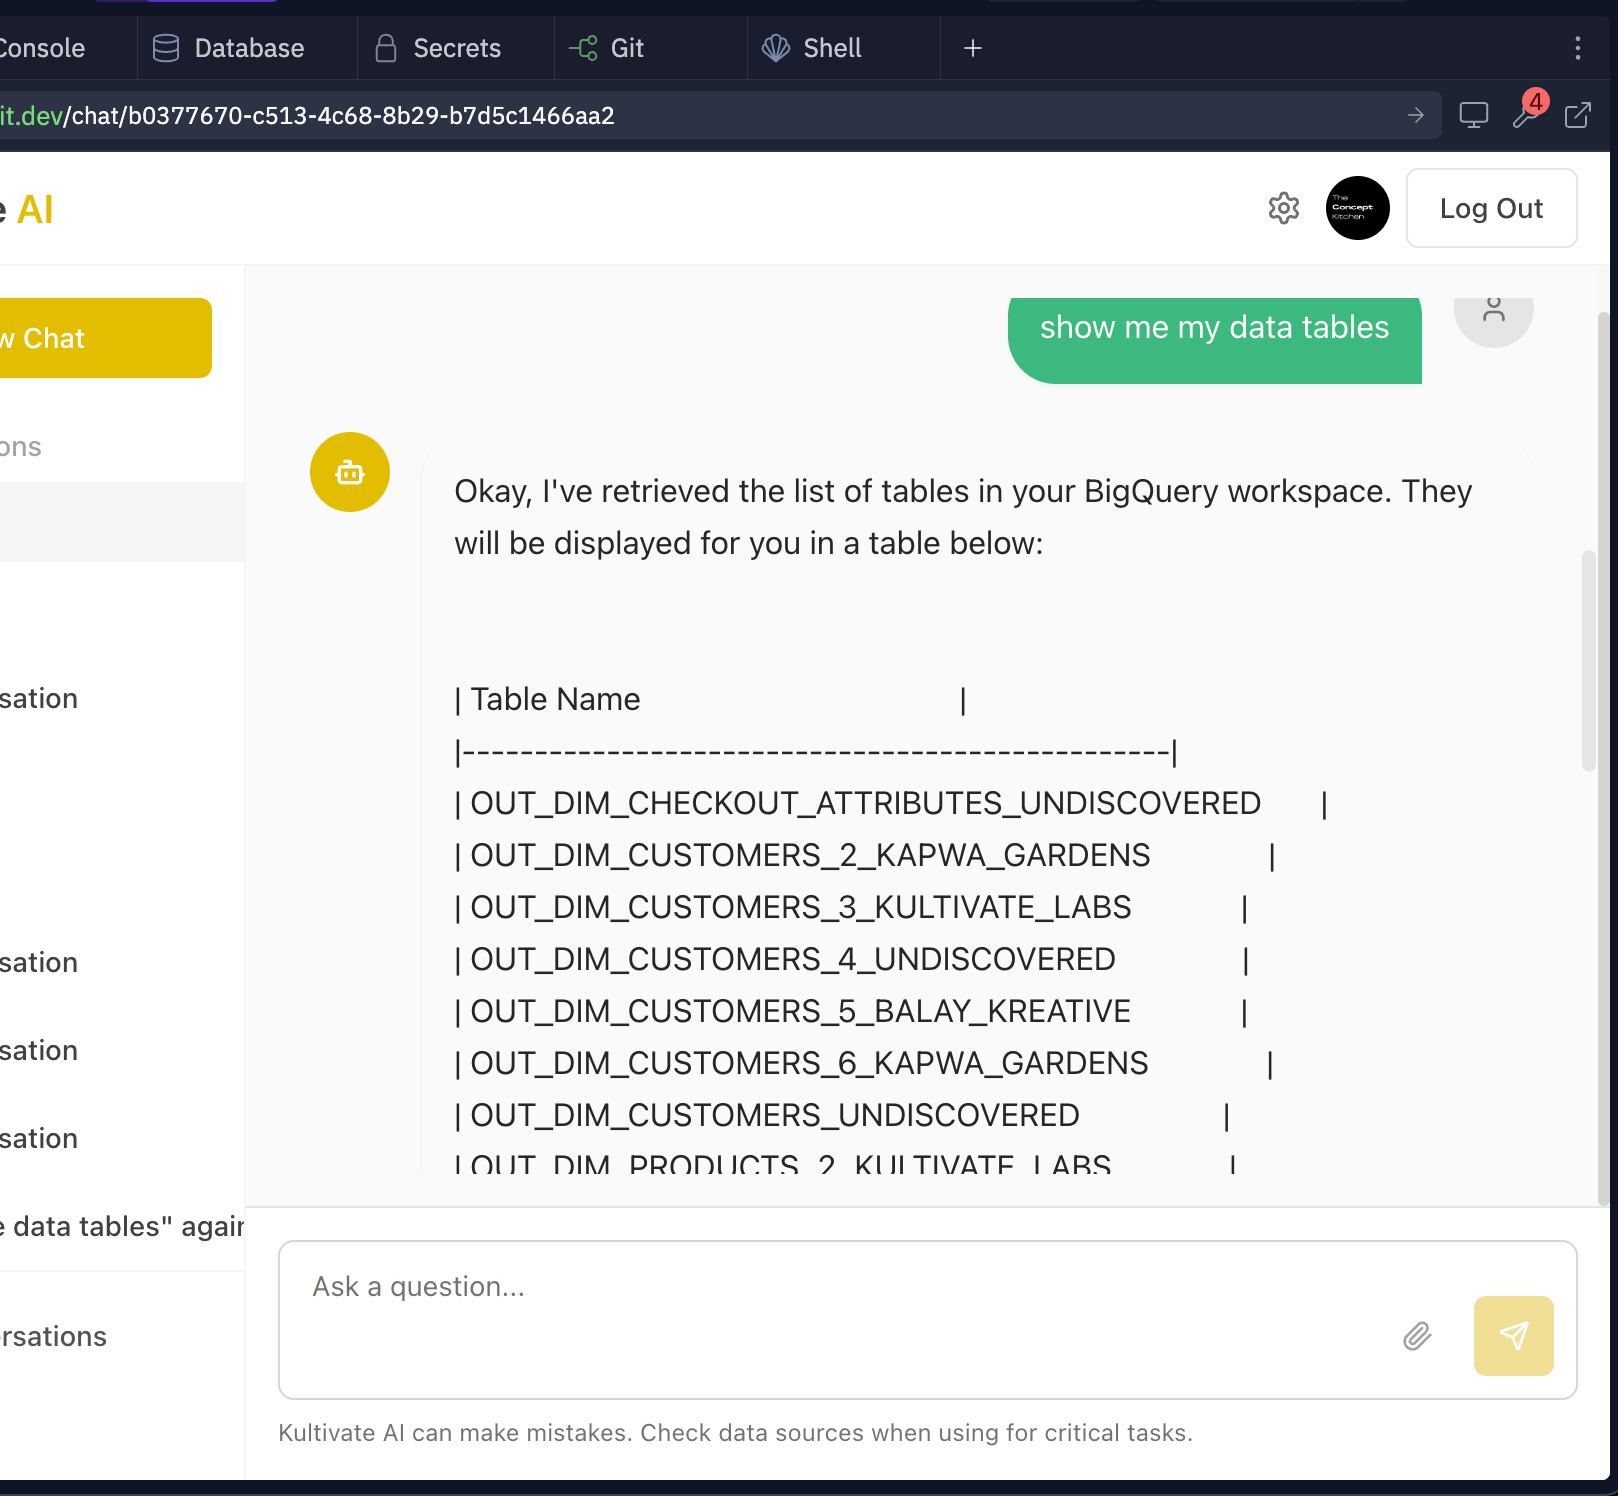 Console
Database
Secrets
Git
Shell
it.dev/chat/b0377670-c513-4c68-8b29-b7d5c1466aa2
4
e AI
The
Concept
Kitchen
Log Out
w Chat
ons
sation
sation
sation
sation
e data tables" again
rsations
show me my data tables
Okay, I've retrieved the list of tables in your BigQuery workspace. They
will be displayed for you in a table below:
| Table Name |
|-------------------------------------------------|
| OUT_DIM_CHECKOUT_ATTRIBUTES_UNDISCOVERED |
| OUT_DIM_CUSTOMERS_2_KAPWA_GARDENS |
| OUT_DIM_CUSTOMERS_3_KULTIVATE_LABS |
| OUT_DIM_CUSTOMERS_4_UNDISCOVERED |
| OUT_DIM_CUSTOMERS_5_BALAY_KREATIVE |
| OUT_DIM_CUSTOMERS_6_KAPWA_GARDENS |
| OUT_DIM_CUSTOMERS_UNDISCOVERED |
| OUT_DIM_PRODUCTS_2_KULTIVATE_LABS |
Ask a question...
Kultivate AI can make mistakes. Check data sources when using for critical tasks.